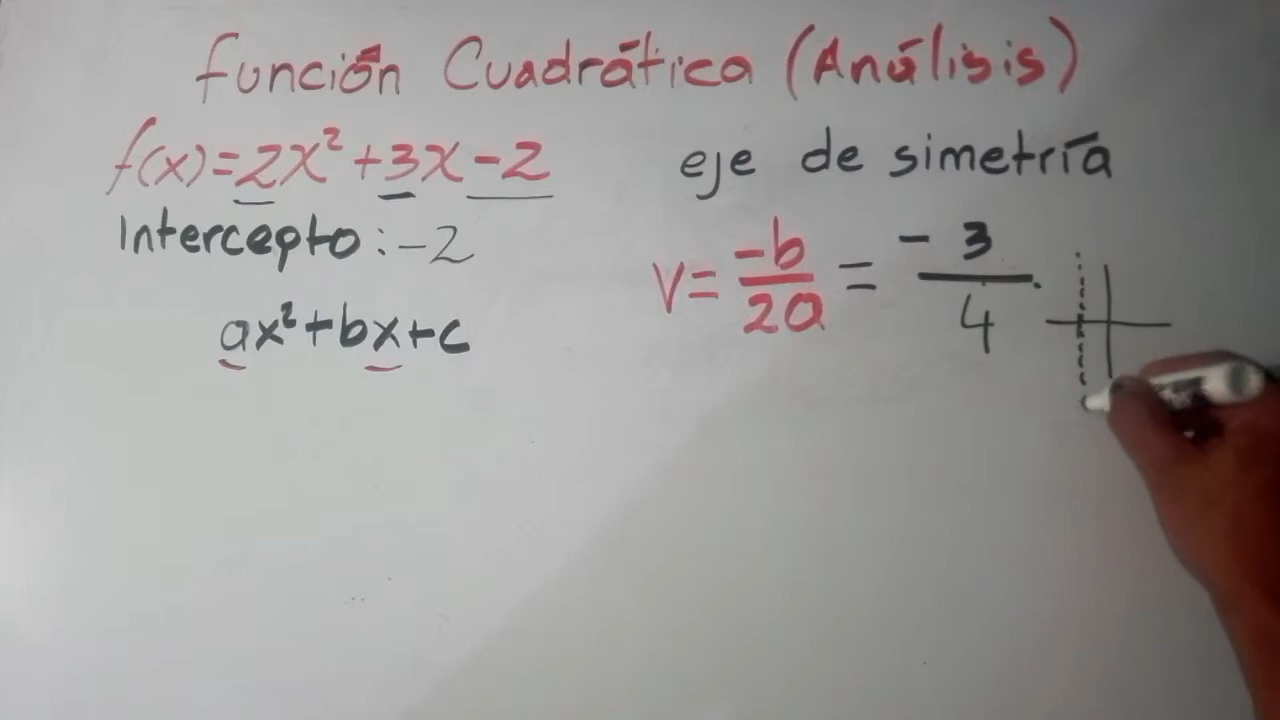 función Cuadrática (Análisis)
f(x)=2x²+3x-2
Intercepto:-2
ax²+bx+c
eje de simetría
V= -b/2a = -3/4